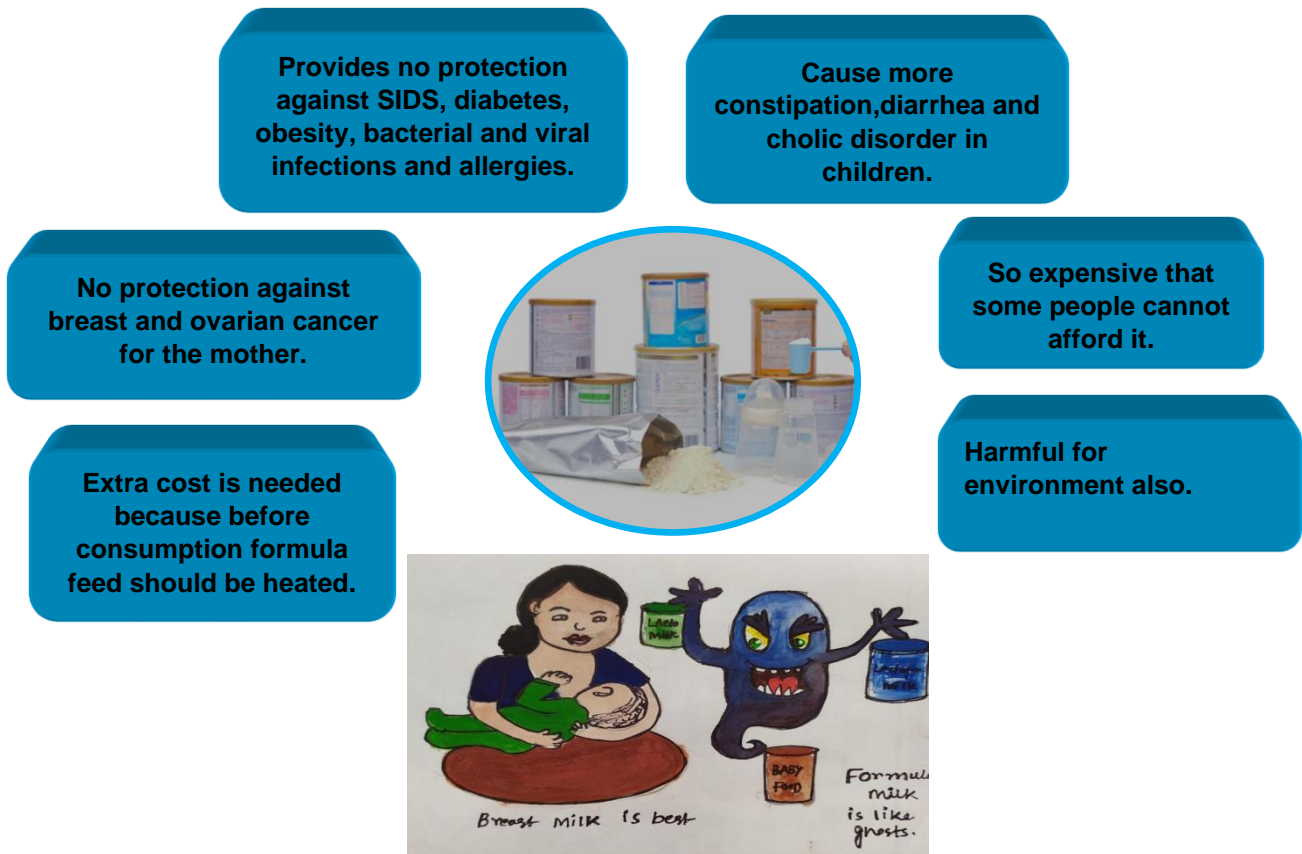 Provides no protection
against SIDS, diabetes,
obesity, bacterial and viral
infections and allergies.
Cause more
constipation,diarrhea and
cholic disorder in
children.
No protection against
breast and ovarian cancer
for the mother.
So expensive that
some people cannot
afford it.
Extra cost is needed
because before
consumption formula
feed should be heated.
Harmful for
environment also.
LActo
Milk
BABY
FOOD
Breast Milk is best
Formul
milk
is like
ghosts.